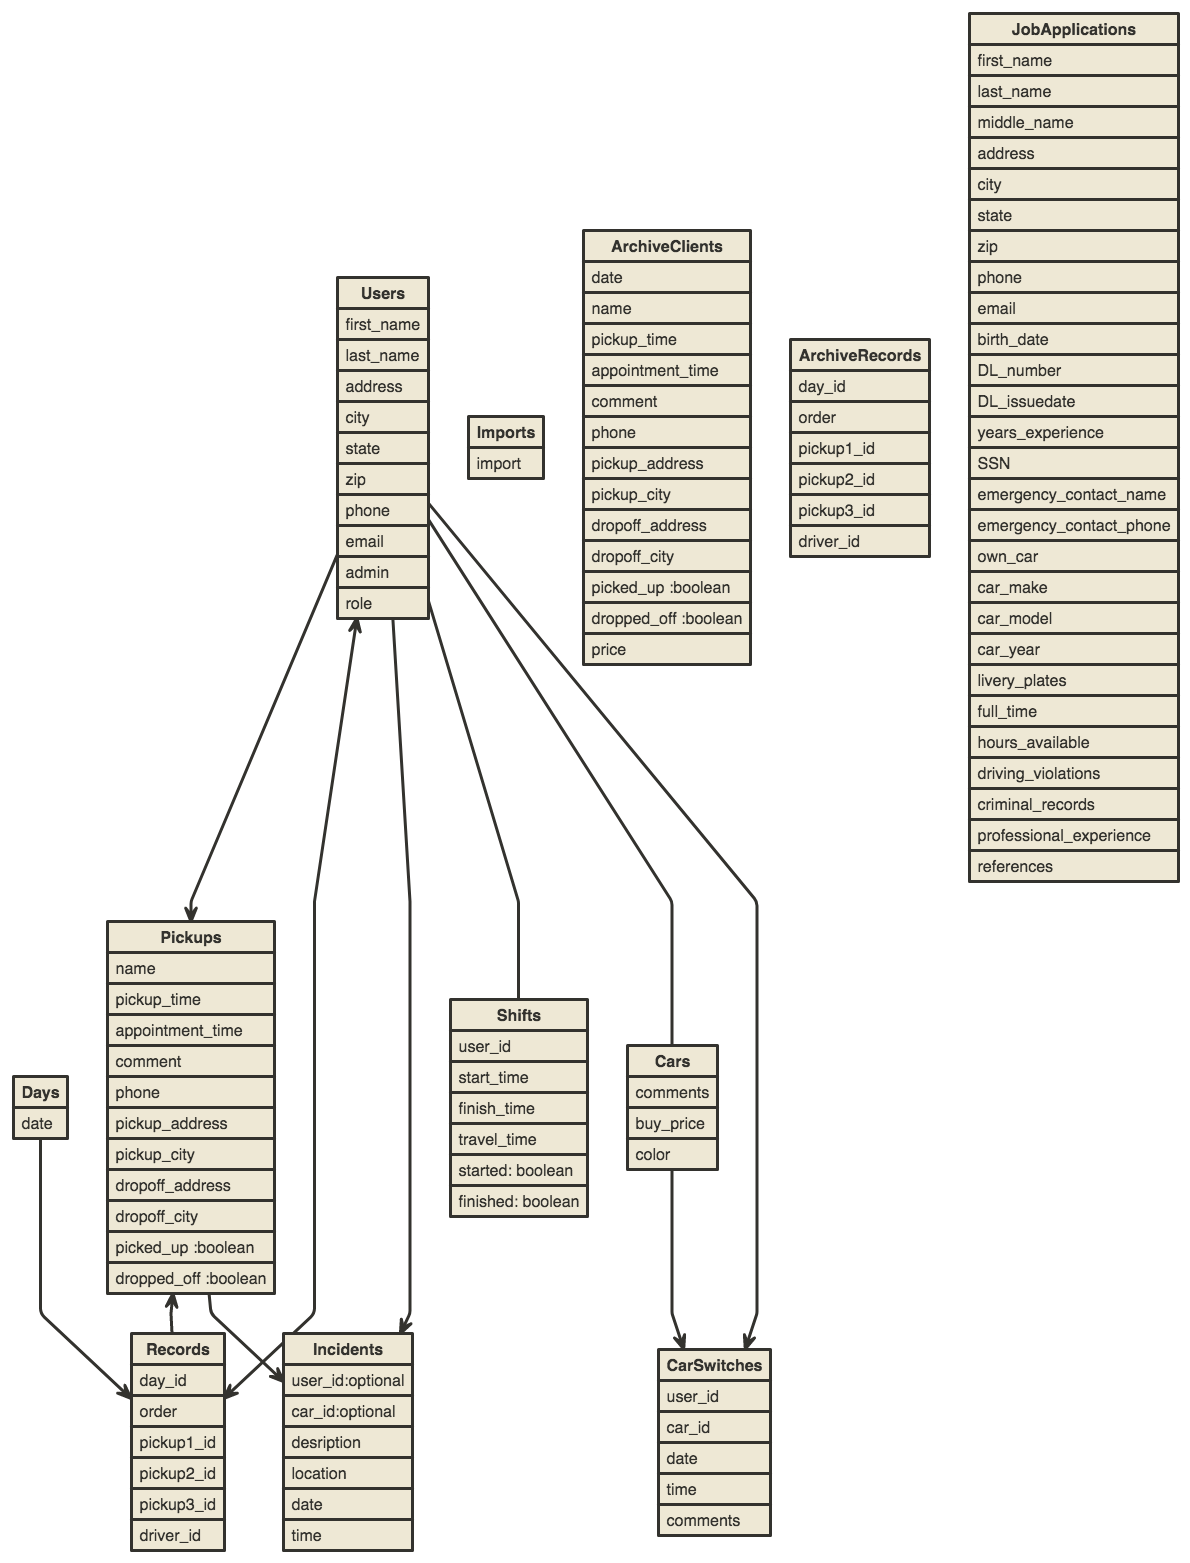 JobApplications
first_name
last_name
middle_name
address
city
state
zip
phone
email
birth_date
DL_number
DL_issuedate
years_experience
SSN
emergency_contact_name
emergency_contact_phone
own_car
car_make
car_model
car_year
livery_plates
full_time
hours_available
driving_violations
criminal_records
professional_experience
references
ArchiveClients
date
name
pickup_time
appointment_time
comment
phone
pickup_address
pickup_city
dropoff_address
dropoff_city
picked_up :boolean
dropped_off :boolean
price
Users
first_name
last_name
address
city
state
zip
phone
email
admin
role
ArchiveRecords
day_id
order
pickup1_id
pickup2_id
pickup3_id
driver_id
Imports
import
Pickups
name
pickup_time
appointment_time
comment
phone
pickup_address
pickup_city
dropoff_address
dropoff_city
picked_up :boolean
dropped_off :boolean
Shifts
user_id
start_time
finish_time
travel_time
started: boolean
finished: boolean
Cars
comments
buy_price
color
Days
date
Records
day_id
order
pickup1_id
pickup2_id
pickup3_id
driver_id
Incidents
user_id:optional
car_id:optional
desription
location
date
time
CarSwitches
user_id
car_id
date
time
comments